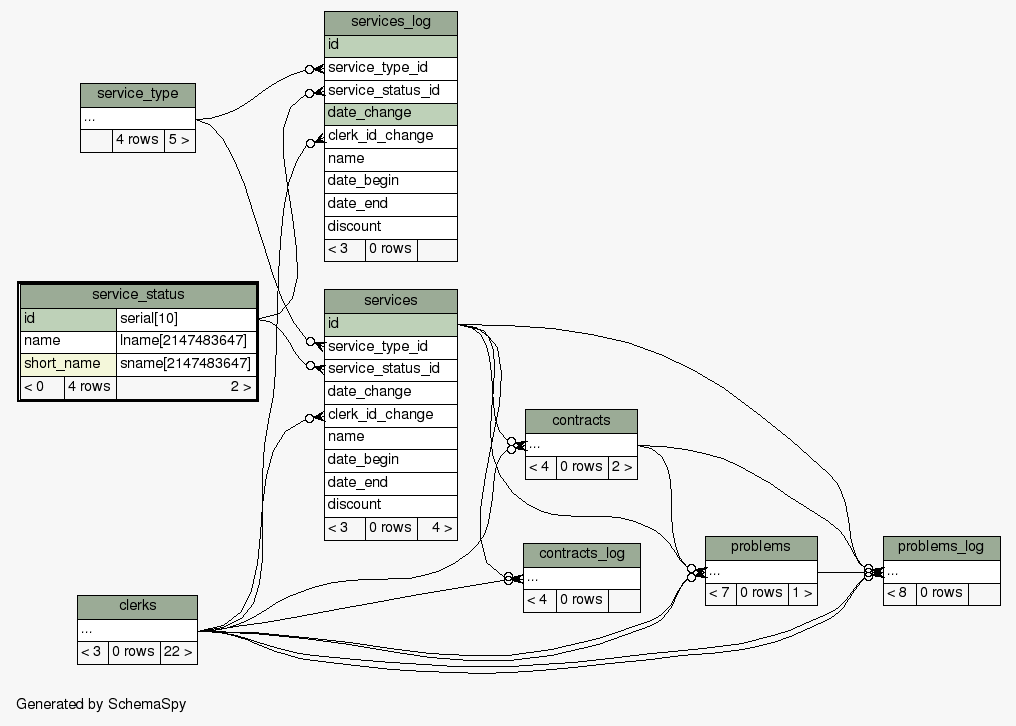 services_log
id
service_type_id
service_status_id
date_change
clerk_id_change
name
date_begin
date_end
discount
< 3 0 rows
service_type
...
4 rows 5 >
service_status
id serial[10]
name lname[2147483647]
short_name sname[2147483647]
< 0 4 rows 2 >
services
id
service_type_id
service_status_id
date_change
clerk_id_change
name
date_begin
date_end
discount
< 3 0 rows 4 >
contracts
...
< 4 0 rows 2 >
contracts_log
...
< 4 0 rows
problems
...
< 7 0 rows 1 >
problems_log
...
< 8 0 rows
clerks
...
< 3 0 rows 22 >
Generated by SchemaSpy